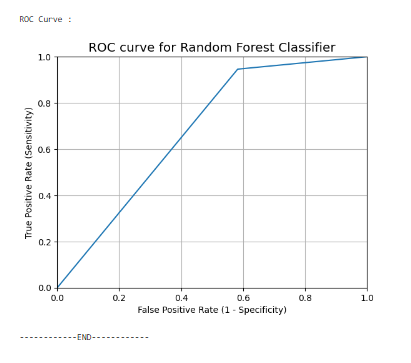 ROC Curve :
ROC curve for Random Forest Classifier
True Positive Rate (Sensitivity)
1.0
0.8
0.6
0.4
0.2
0.0
0.0 0.2 0.4 0.6 0.8 1.0
False Positive Rate (1 - Specificity)
------------END------------